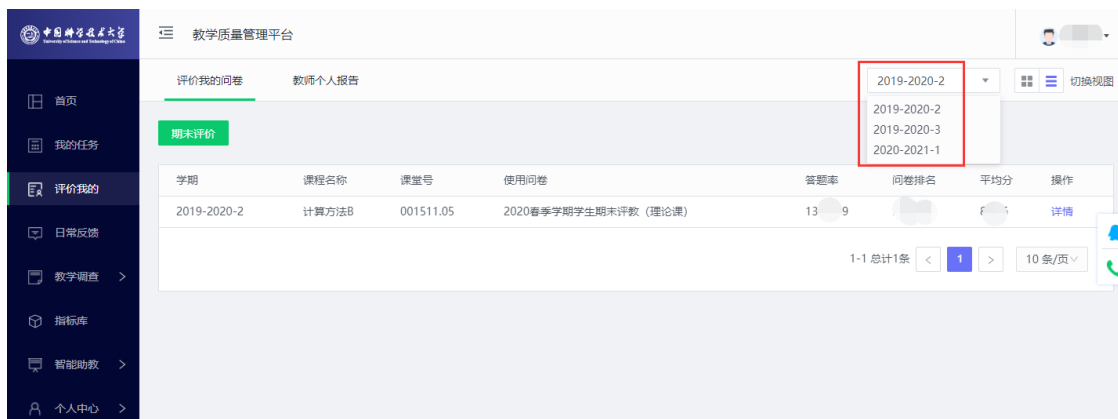 中国科学技术大学
University of Science and Technology of China
教学质量管理平台
首页
我的任务
评价我的
日常反馈
教学调查 >
指标库
智能助教 >
个人中心 >
评价我的问卷 教师个人报告
2019-2020-2
切换视图
2019-2020-2
2019-2020-3
2020-2021-1
期末评价
学期 课程名称 课堂号 使用问卷 答题率 问卷排名 平均分 操作
2019-2020-2 计算方法B 001511.05 2020春季学期学生期末评教（理论课） 详情
1-1 总计1条 < 1 > 10 条/页